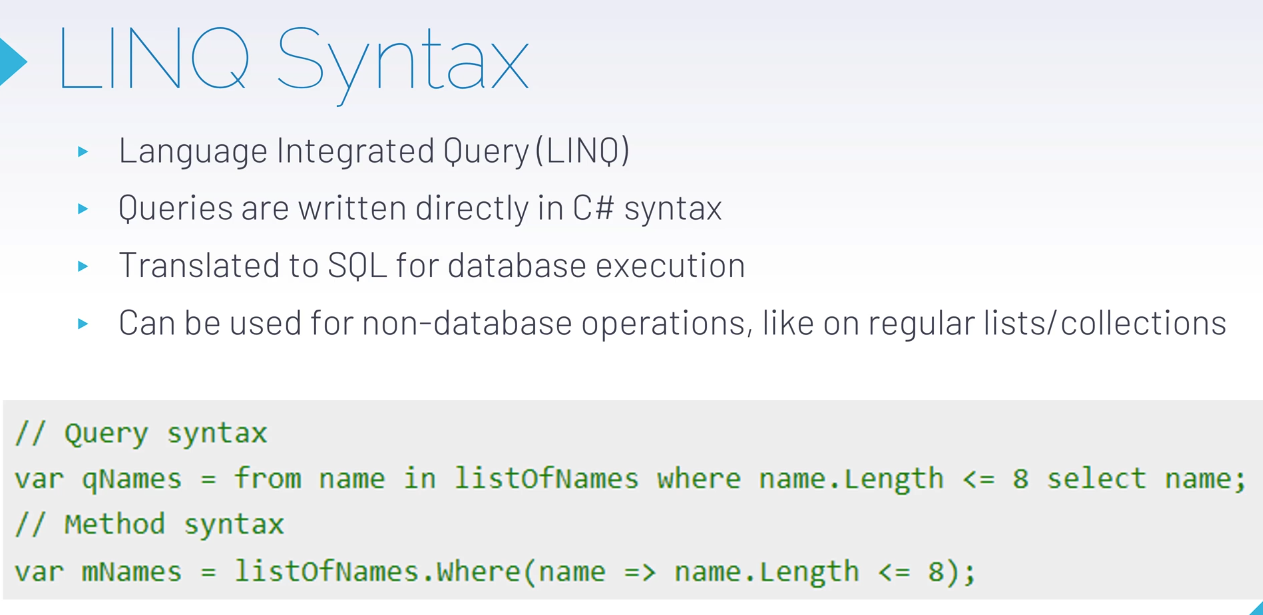 LINQ Syntax
Language Integrated Query (LINQ)
Queries are written directly in C# syntax
Translated to SQL for database execution
Can be used for non-database operations, like on regular lists/collections
// Query syntax
var qNames = from name in listOfNames where name.Length <= 8 select name;
// Method syntax
var mNames = listOfNames.Where(name => name.Length <= 8);